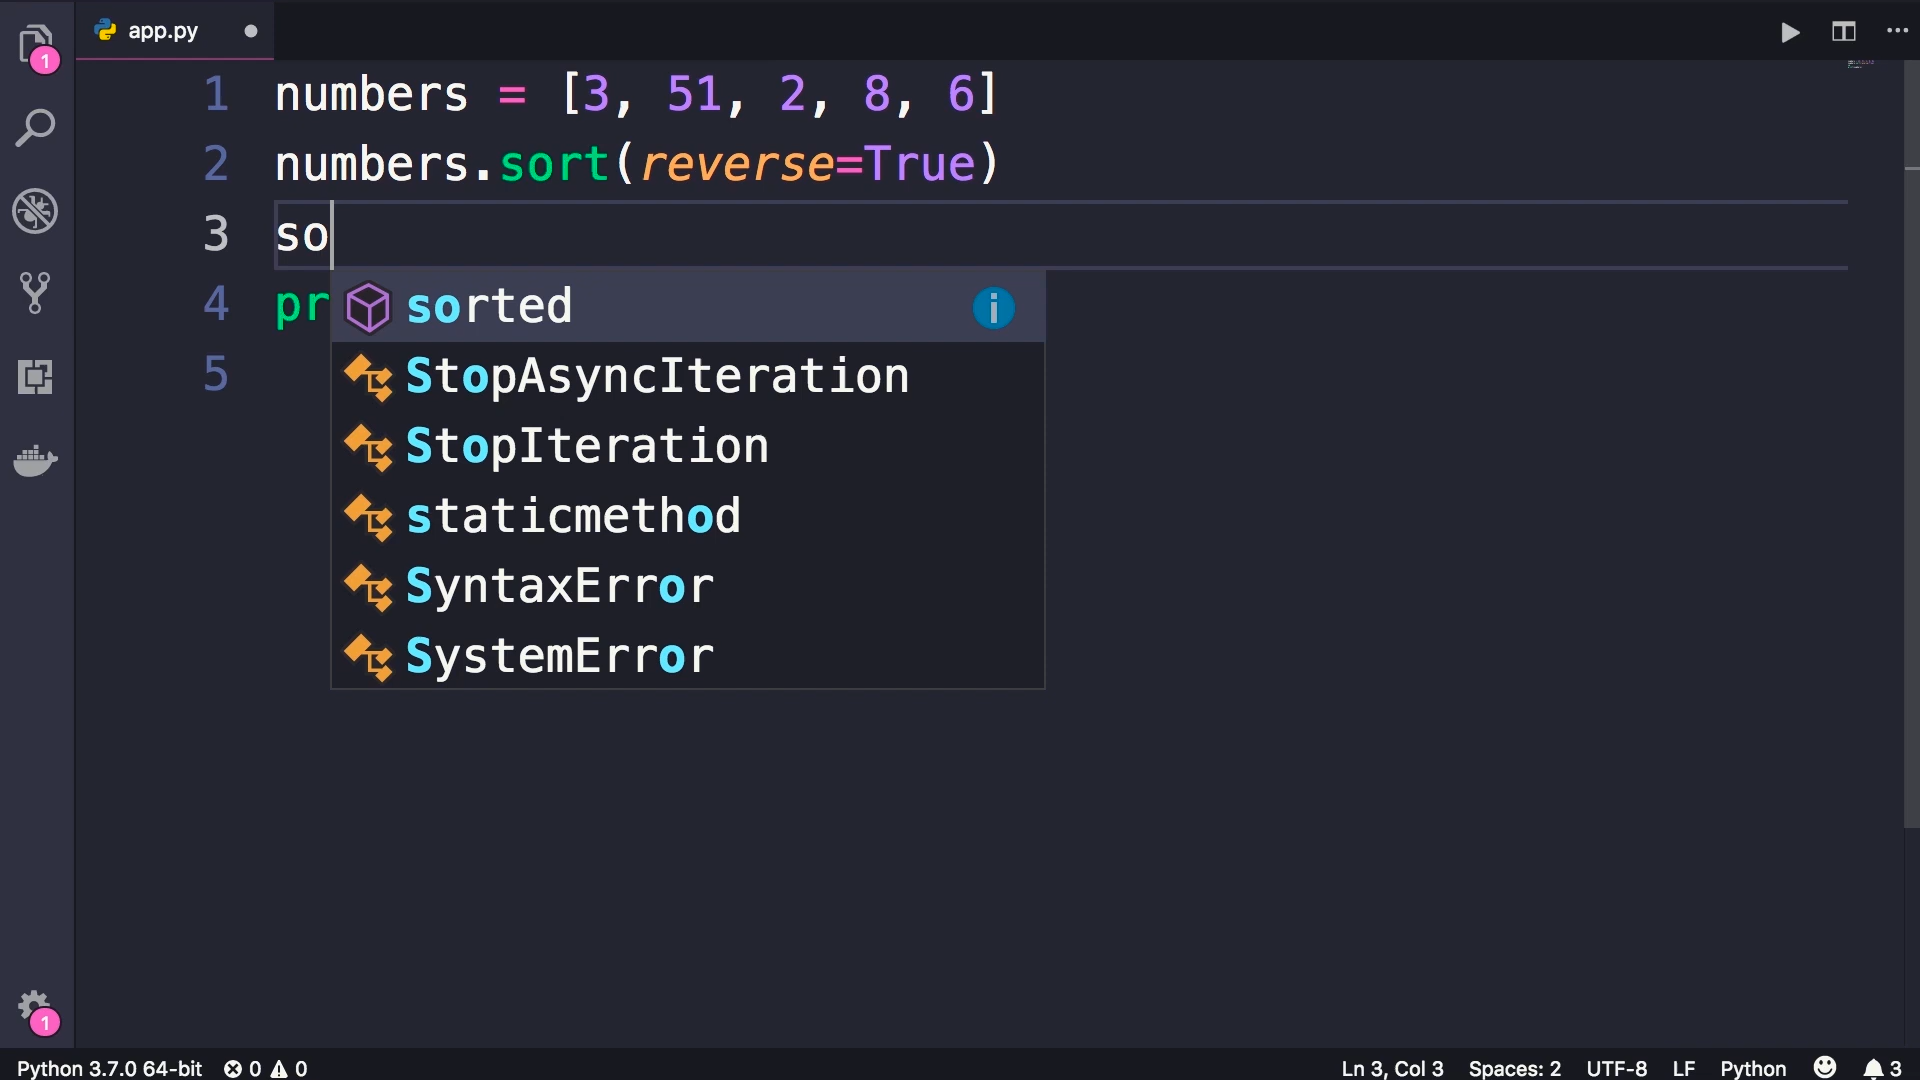 app.py
1
1 numbers = [3, 51, 2, 8, 6]
2 numbers.sort(reverse=True)
3 so
4 pr
5
sorted
StopAsyncIteration
StopIteration
staticmethod
SyntaxError
SystemError
1
Python 3.7.0 64-bit 0 0 Ln 3, Col 3 Spaces: 2 UTF-8 LF Python 3